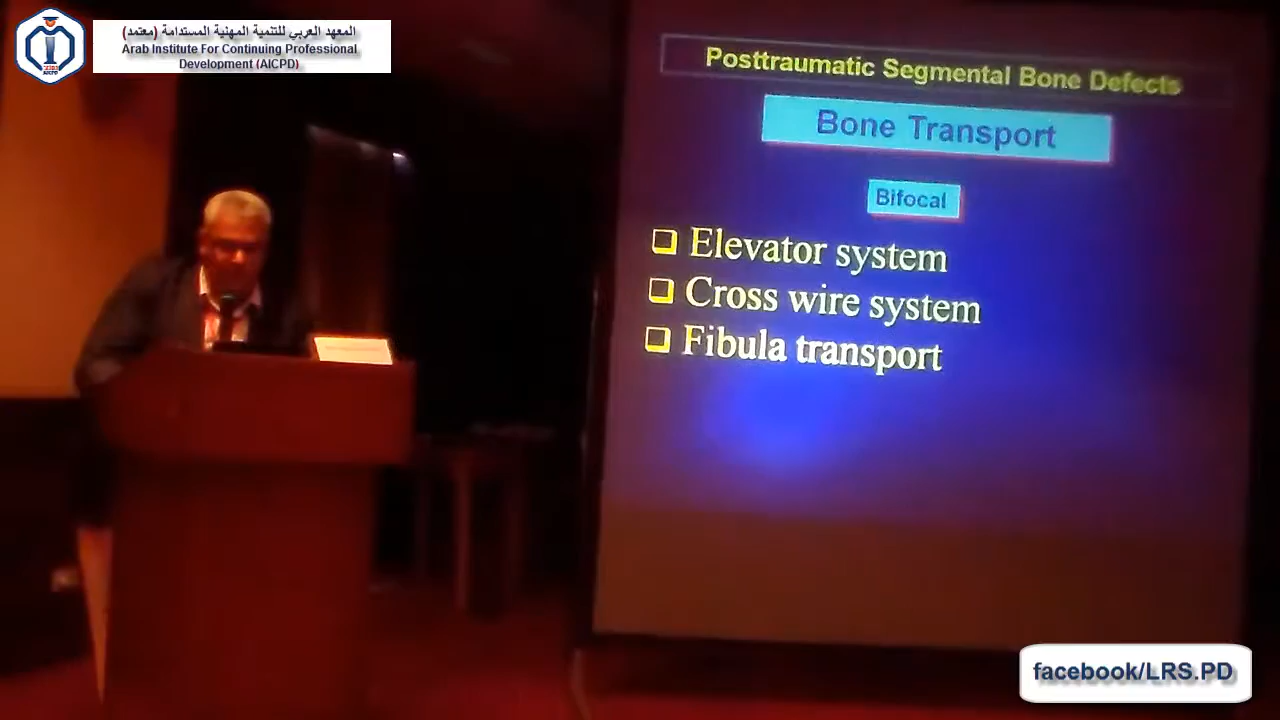 المعهد العربي للتنمية المهنية المستدامة (معتمد)
Arab Institute For Continuing Professional
Development (AICPD)
AICPD
Posttraumatic Segmental Bone Defects
Bone Transport
Bifocal
Elevator system
Cross wire system
Fibula transport
facebook/LRS.PD